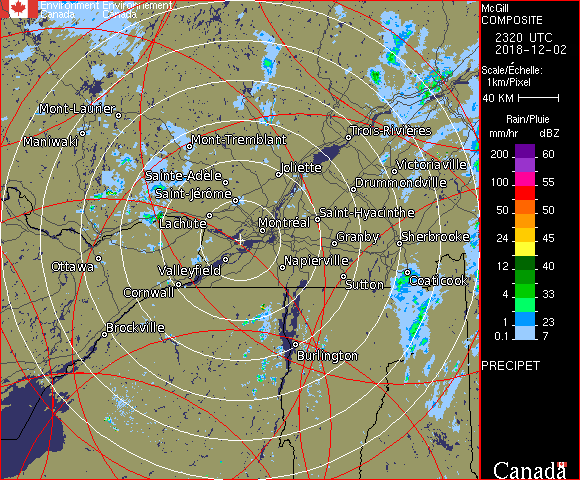 Environment Environnement
Canada Canada
Mont-Laurier
Maniwaki
Mont-Tremblant
Trois-Rivières
Sainte-Adèle
Joliette
Victoriaville
Saint-Jérôme
Drummondville
Lachute
Saint-Hyacinthe
Montréal
Granby
Sherbrooke
Ottawa
Valleyfield
Napierville
Cornwall
Sutton
Coaticook
Brockville
Burlington
McGill
COMPOSITE
2320 UTC
2018-12-02
Scale/Échelle:
1km/Pixel
40 KM
Rain/Pluie
mm/hr dBZ
200 60
100 55
50 50
24 45
12 40
4 33
1 23
0.1 7
PRECIPET
Canada